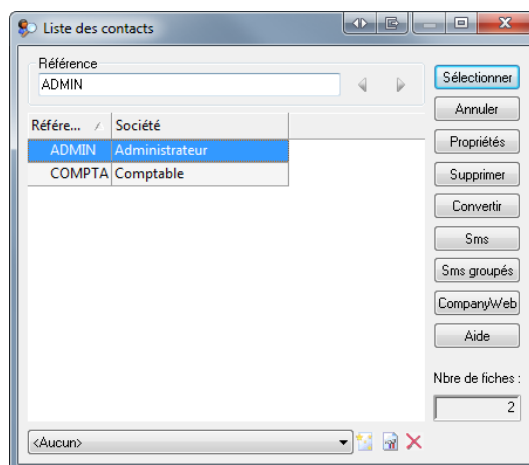 Liste des contacts
Référence
ADMIN
Sélectionner
Annuler
Propriétés
Supprimer
Convertir
Sms
Sms groupés
CompanyWeb
Aide
Nbre de fiches :
2
Référe... Société
ADMIN Administrateur
COMPTA Comptable
<Aucun>